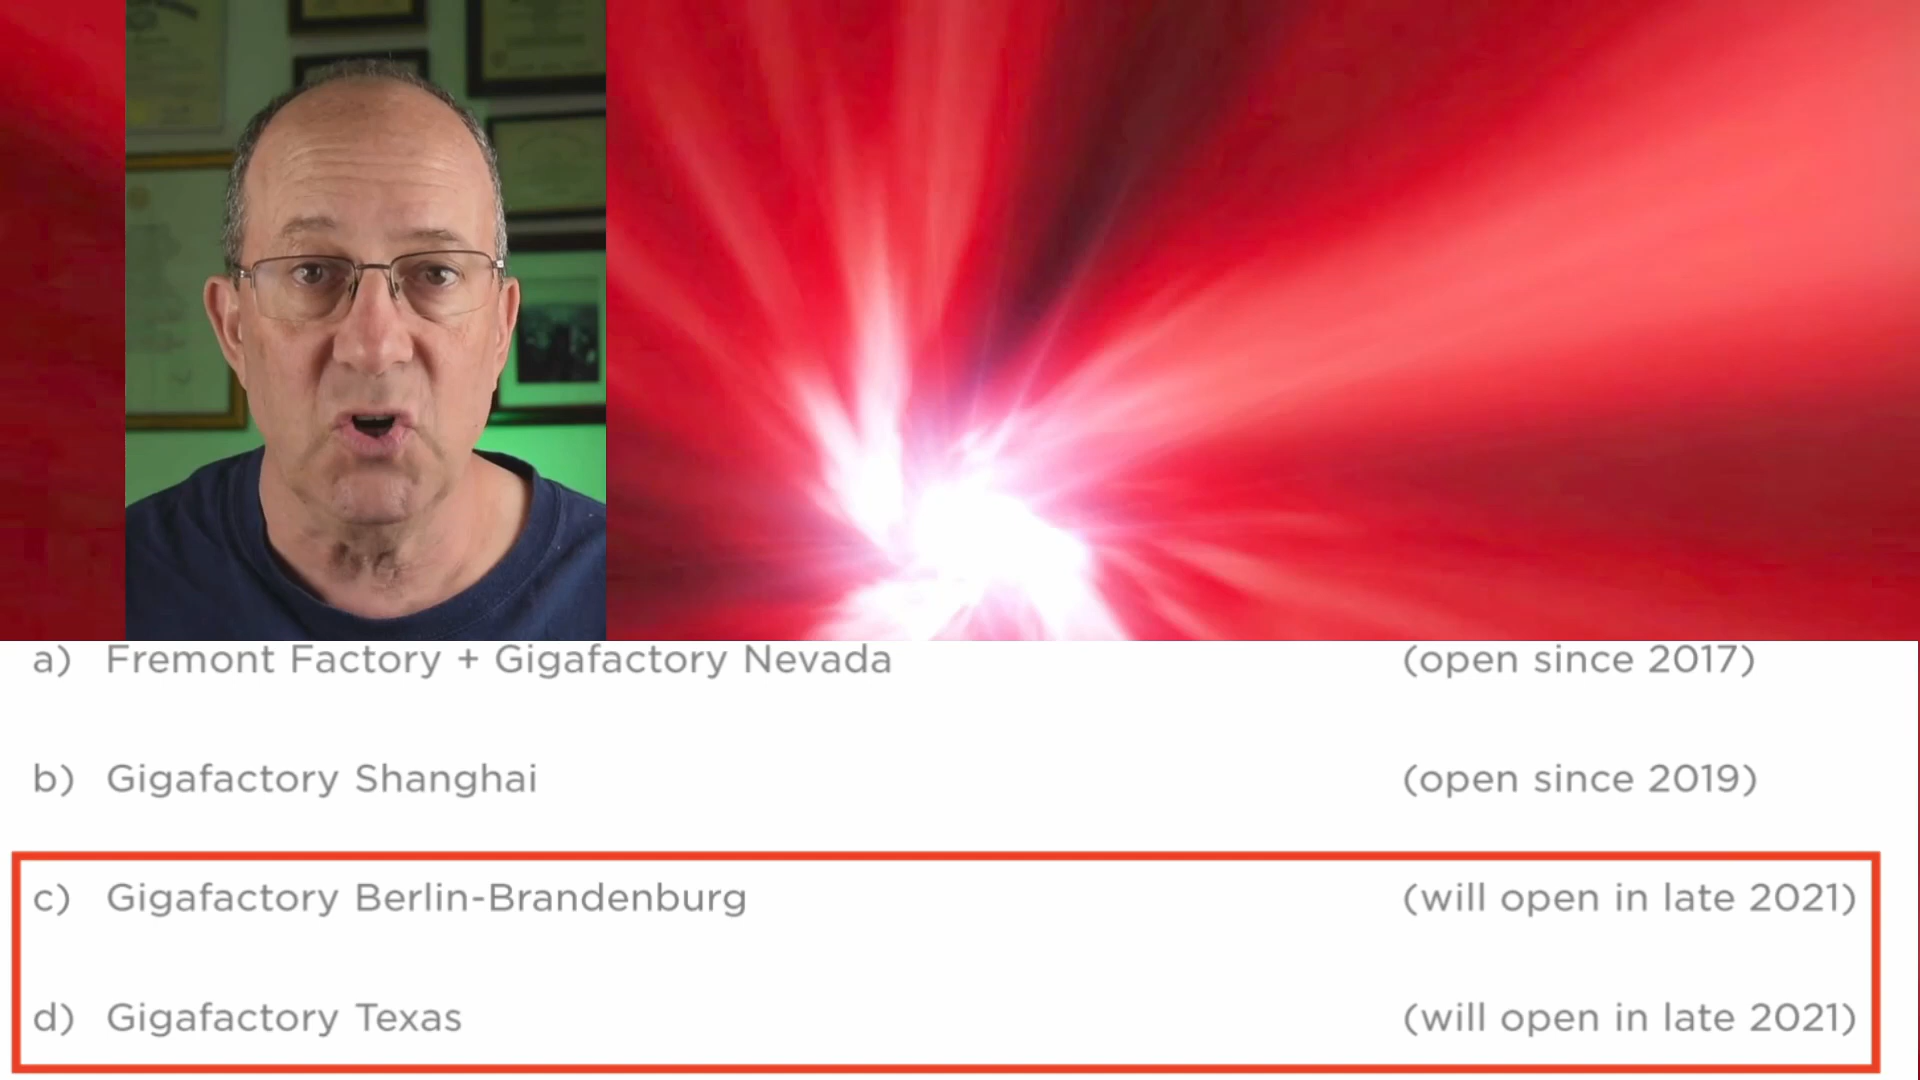 a) Fremont Factory + Gigafactory Nevada (open since 2017)
b) Gigafactory Shanghai (open since 2019)
c) Gigafactory Berlin-Brandenburg (will open in late 2021)
d) Gigafactory Texas (will open in late 2021)